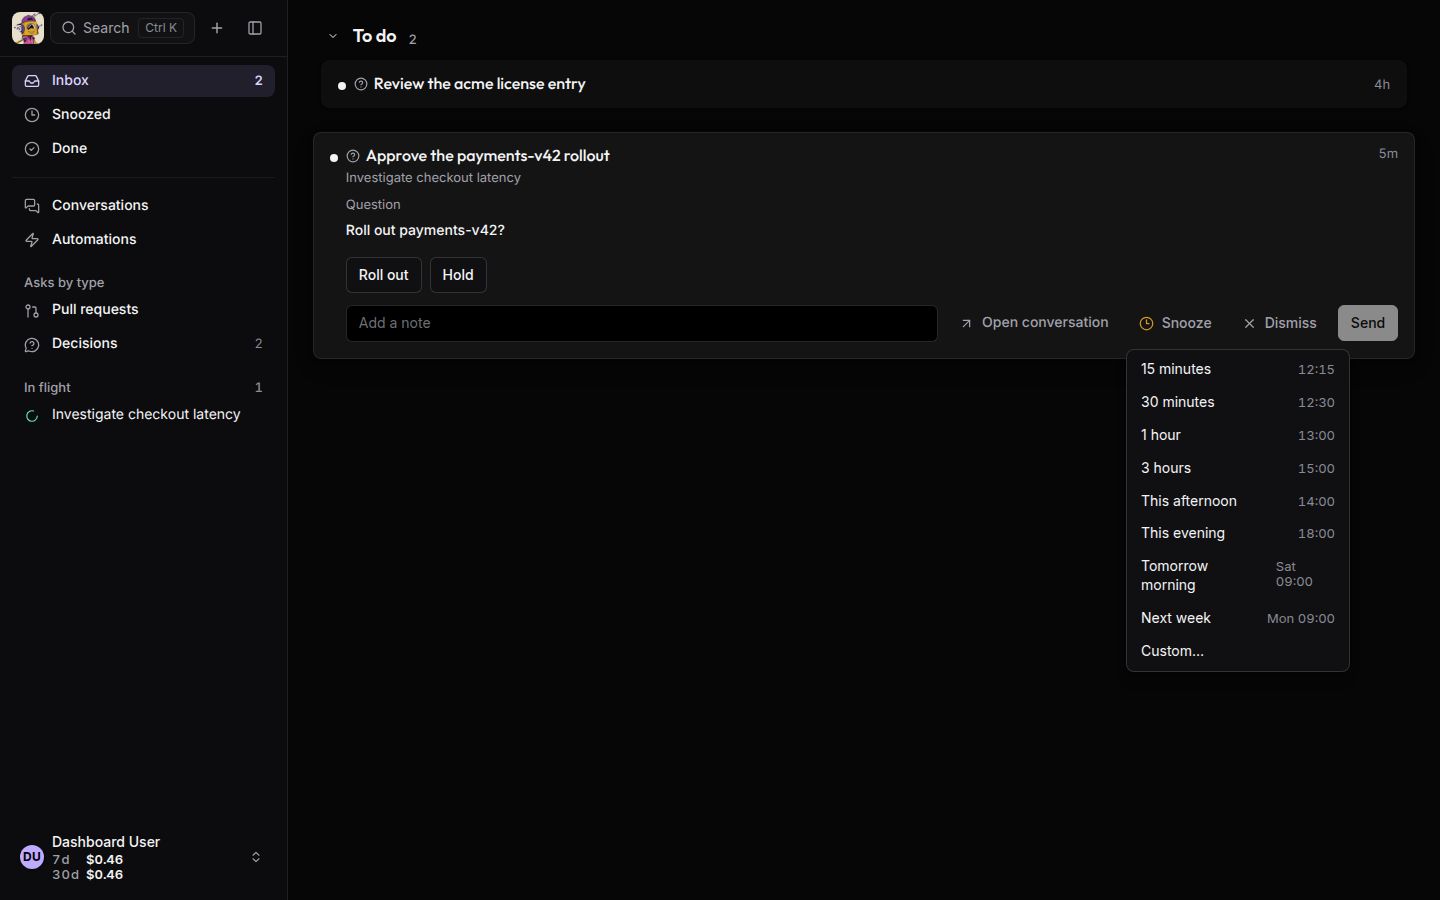 Search Ctrl K
Inbox 2
Snoozed
Done
Conversations
Automations
Asks by type
Pull requests
Decisions 2
In flight 1
Investigate checkout latency
DU Dashboard User
7d $0.46
30d $0.46
To do 2
Review the acme license entry 4h
Approve the payments-v42 rollout 5m
Investigate checkout latency
Question
Roll out payments-v42?
Roll out Hold
Add a note Open conversation Snooze Dismiss Send
15 minutes 12:15
30 minutes 12:30
1 hour 13:00
3 hours 15:00
This afternoon 14:00
This evening 18:00
Tomorrow Sat
morning 09:00
Next week Mon 09:00
Custom...